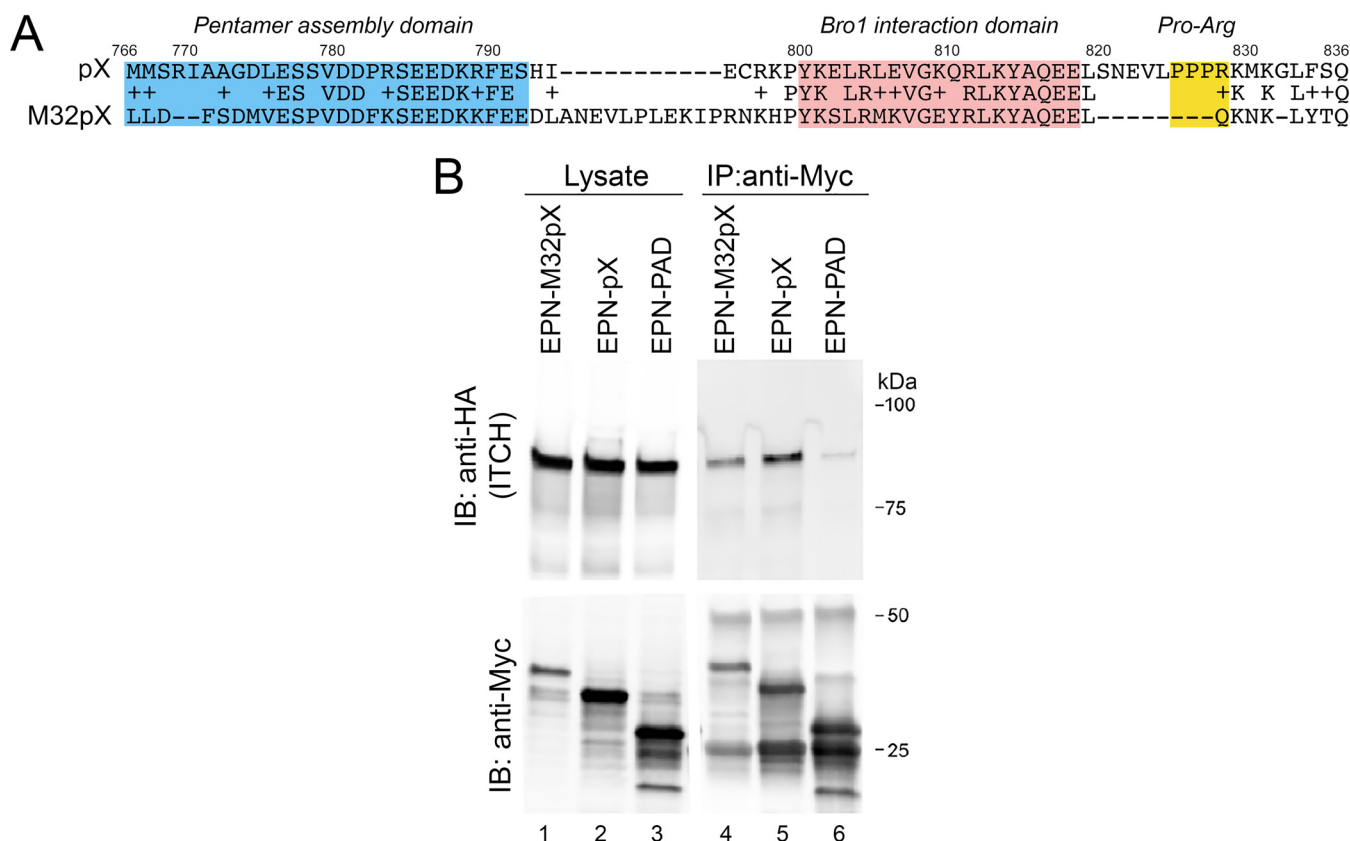 A
Pentamer assembly domain Bro1 interaction domain Pro-Arg
766 770 780 790 800 810 820 830 836
pX MMSRIAAGDLESSVDDPRSEEDKRFESHI-----------ECRKPYKELRLEVGKQRLKYAQEELSNEVLPPPRKMKGLFSQ
++ + +ES VDD +SEEDK+FE + + PYK LR++VG+ RLKYAQEEL +K K L++Q
M32pX LLD--FSDMVESPVDDFKSEEDKKFEEDLANEVLPLEKIPRNKHPYKSLRMKVGEYRLKYAQEEL--------QKNK-LYTQ
B
Lysate IP:anti-Myc
EPN-M32pX EPN-pX EPN-PAD EPN-M32pX EPN-pX EPN-PAD
IB: anti-HA
(ITCH)
kDa
-100
-75
IB: anti-Myc
-50
-25
1 2 3 4 5 6